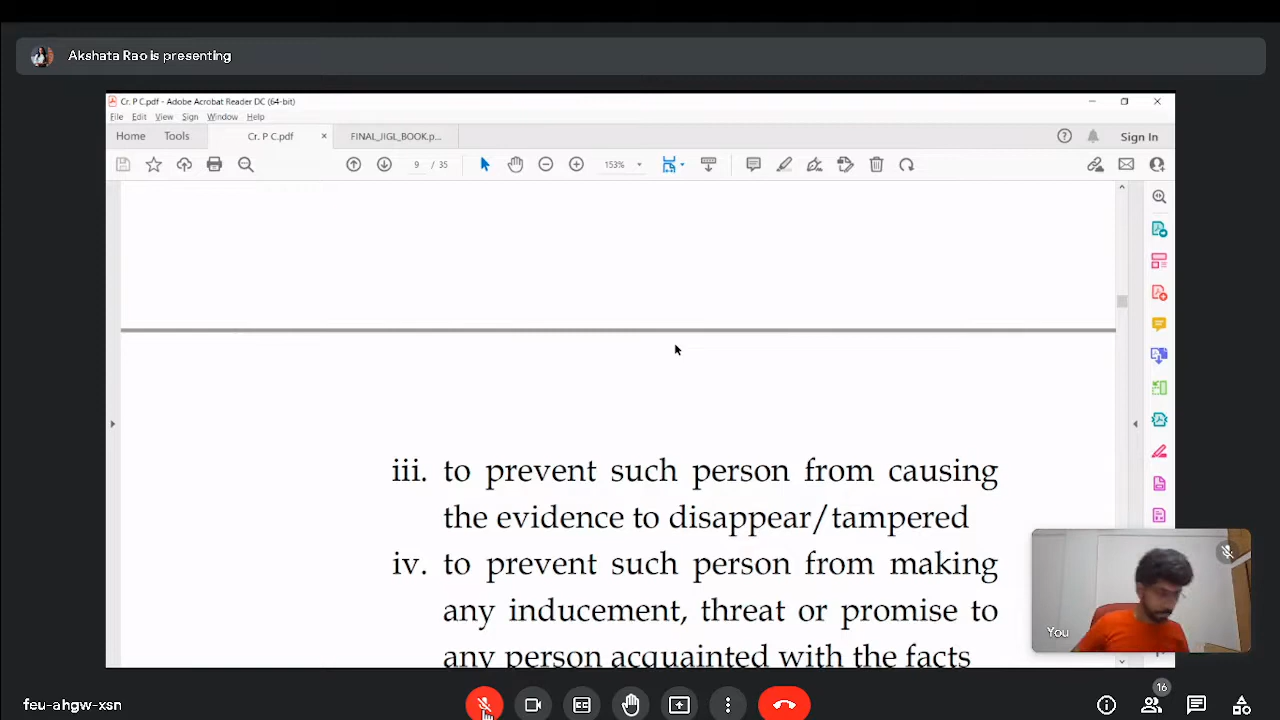 Akshata Rao is presenting
Cr. P C.pdf - Adobe Acrobat Reader DC (64-bit)
File Edit View Sign Window Help
Home Tools Cr. P C.pdf × FINAL_JIGL_BOOK.p... Sign In
9 / 35 153%
iii. to prevent such person from causing
the evidence to disappear/tampered
iv. to prevent such person from making
any inducement, threat or promise to
any person acquainted with the facts
You
16
feu-ahgw-xsn